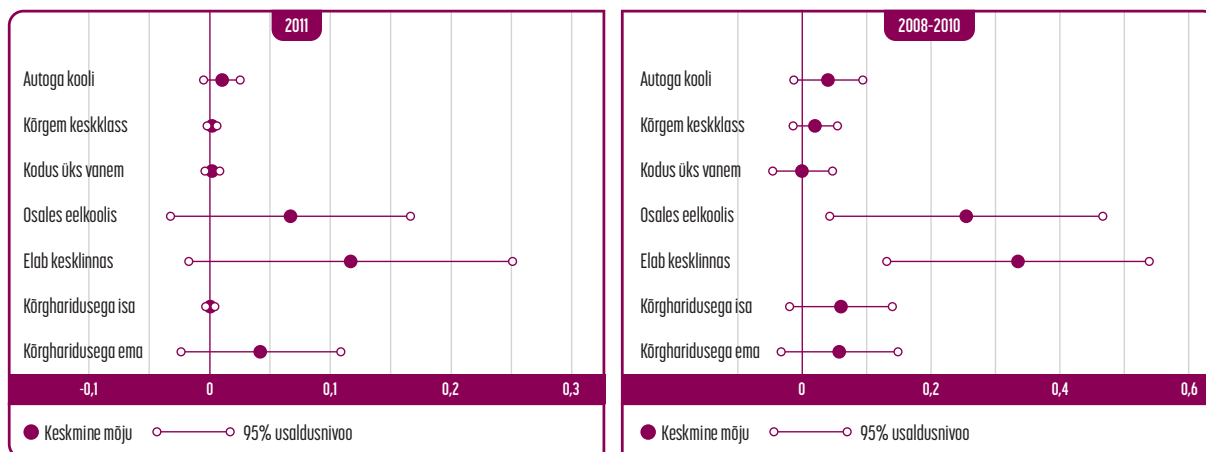 2011
Autoga kooli
Kõrgem keskklass
Kodus üks vanem
Osales eelkoolis
Elab kesklinnas
Kõrgharidusega isa
Kõrgharidusega ema
-0,1 0 0,1 0,2 0,3
Keskmine mõju 95% usaldusnivoo
2008-2010
Autoga kooli
Kõrgem keskklass
Kodus üks vanem
Osales eelkoolis
Elab kesklinnas
Kõrgharidusega isa
Kõrgharidusega ema
0 0,2 0,4 0,6
Keskmine mõju 95% usaldusnivoo